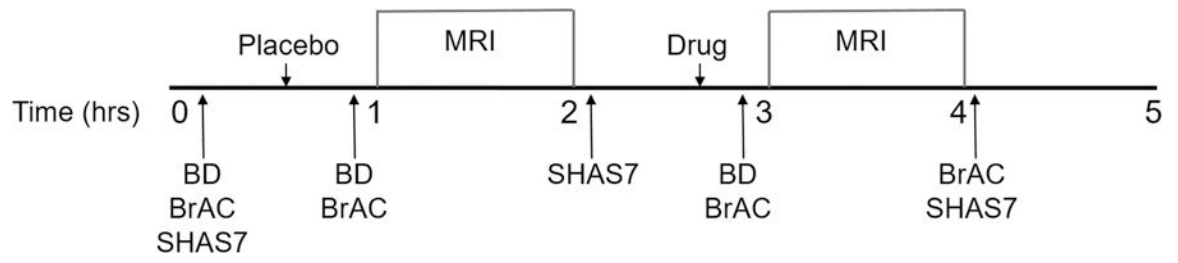 Placebo MRI Drug MRI
Time (hrs) 0 1 2 3 4 5
BD BD SHAS7 BD BrAC
BrAC BrAC BrAC SHAS7
SHAS7